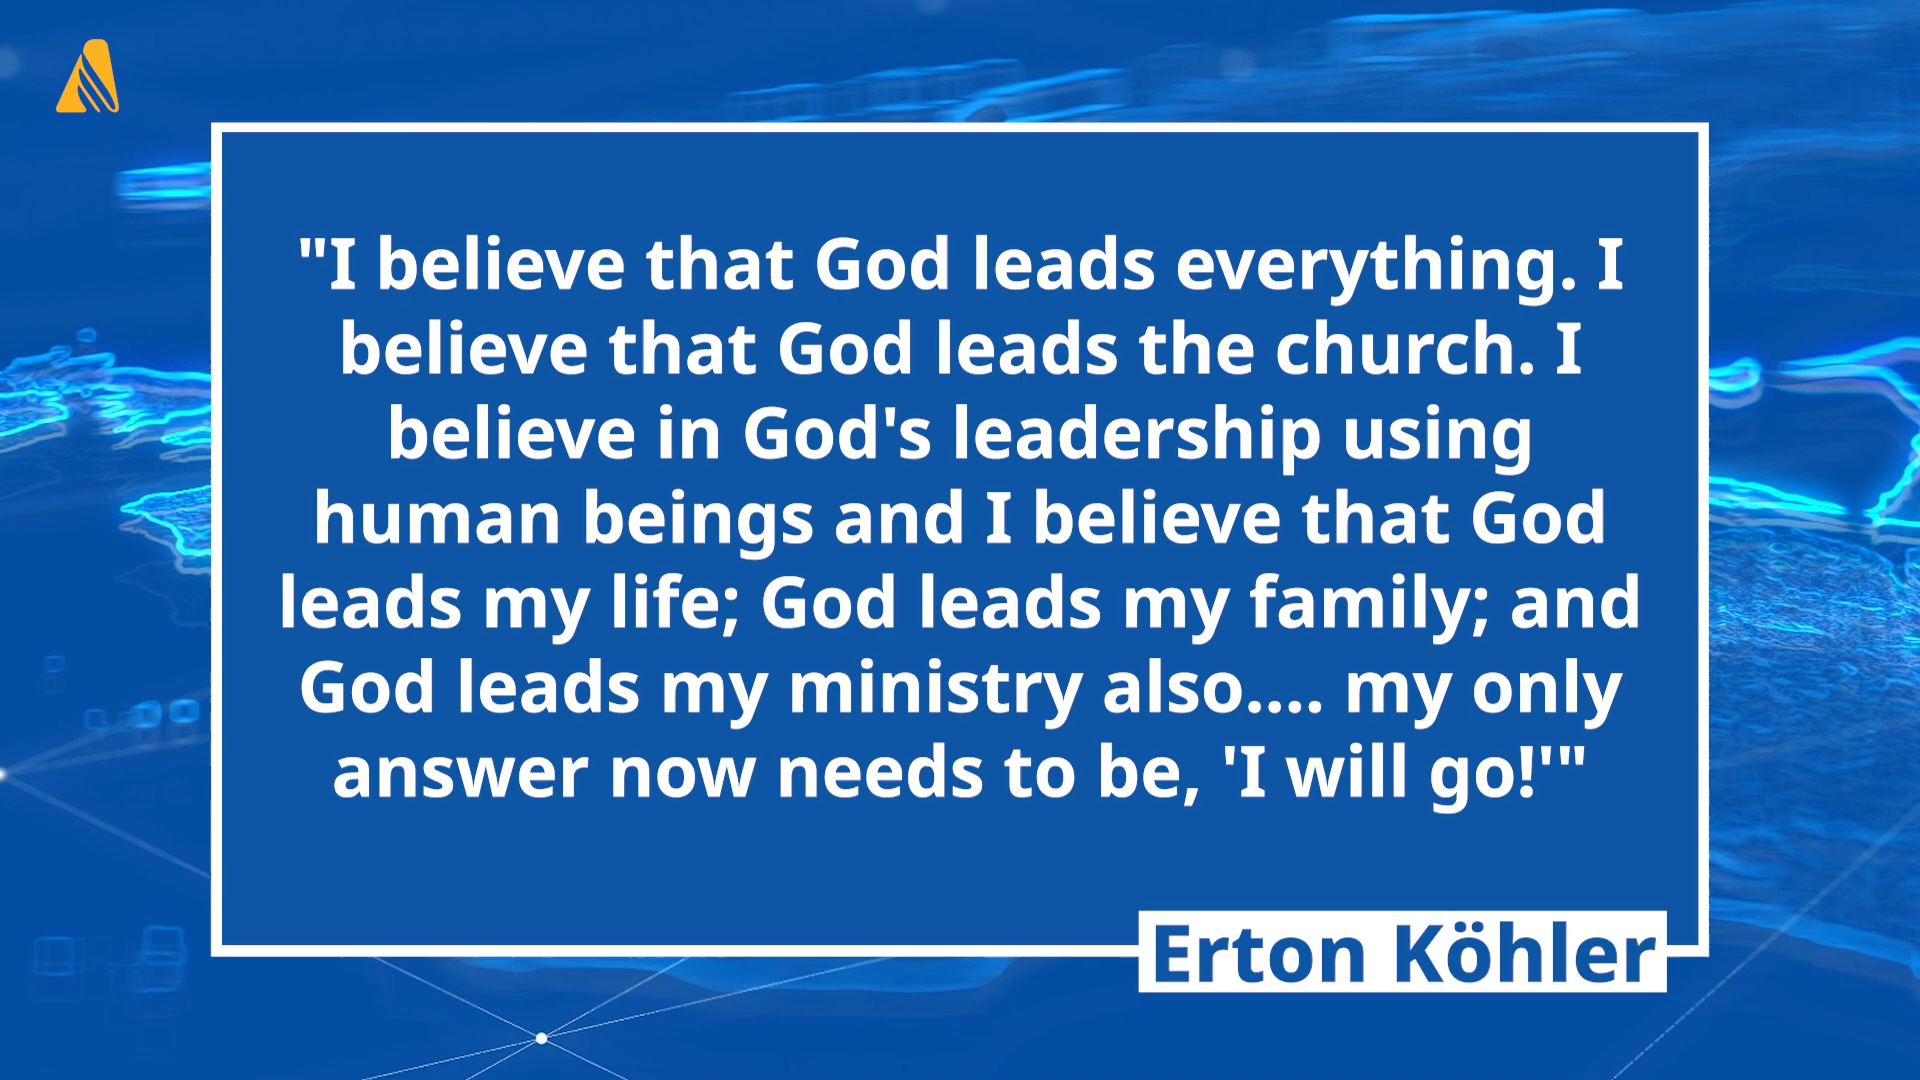 "I believe that God leads everything. I
believe that God leads the church. I
believe in God's leadership using
human beings and I believe that God
leads my life; God leads my family; and
God leads my ministry also.... my only
answer now needs to be, 'I will go!'"
Erton Köhler